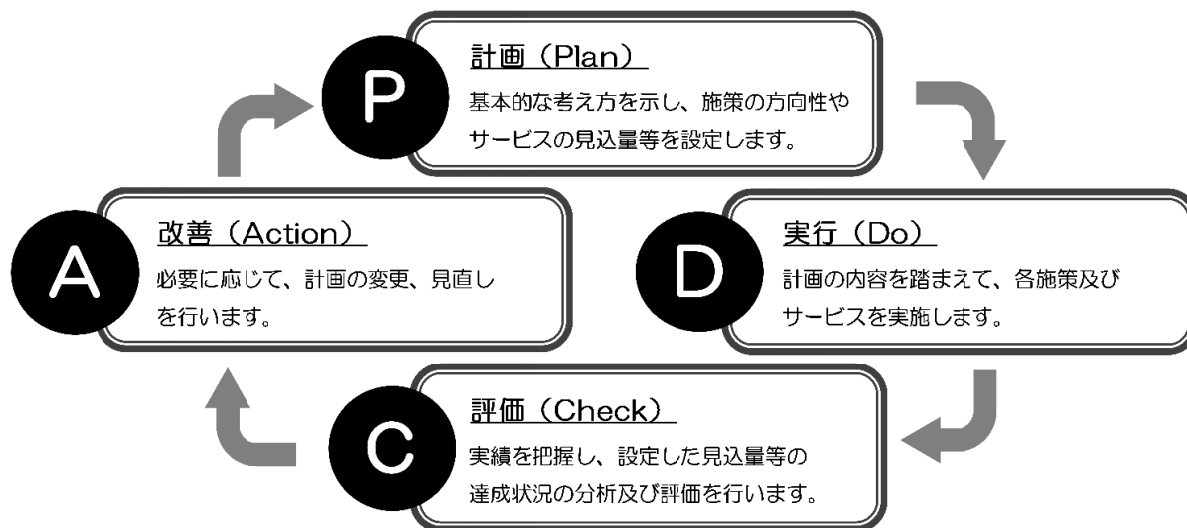 P
計画（Plan）
基本的な考え方を示し、施策の方向性や
サービスの見込量等を設定します。
D
実行（Do）
計画の内容を踏まえて、各施策及び
サービスを実施します。
C
評価（Check）
実績を把握し、設定した見込量等の
達成状況の分析及び評価を行います。
A
改善（Action）
必要に応じて、計画の変更、見直し
を行います。